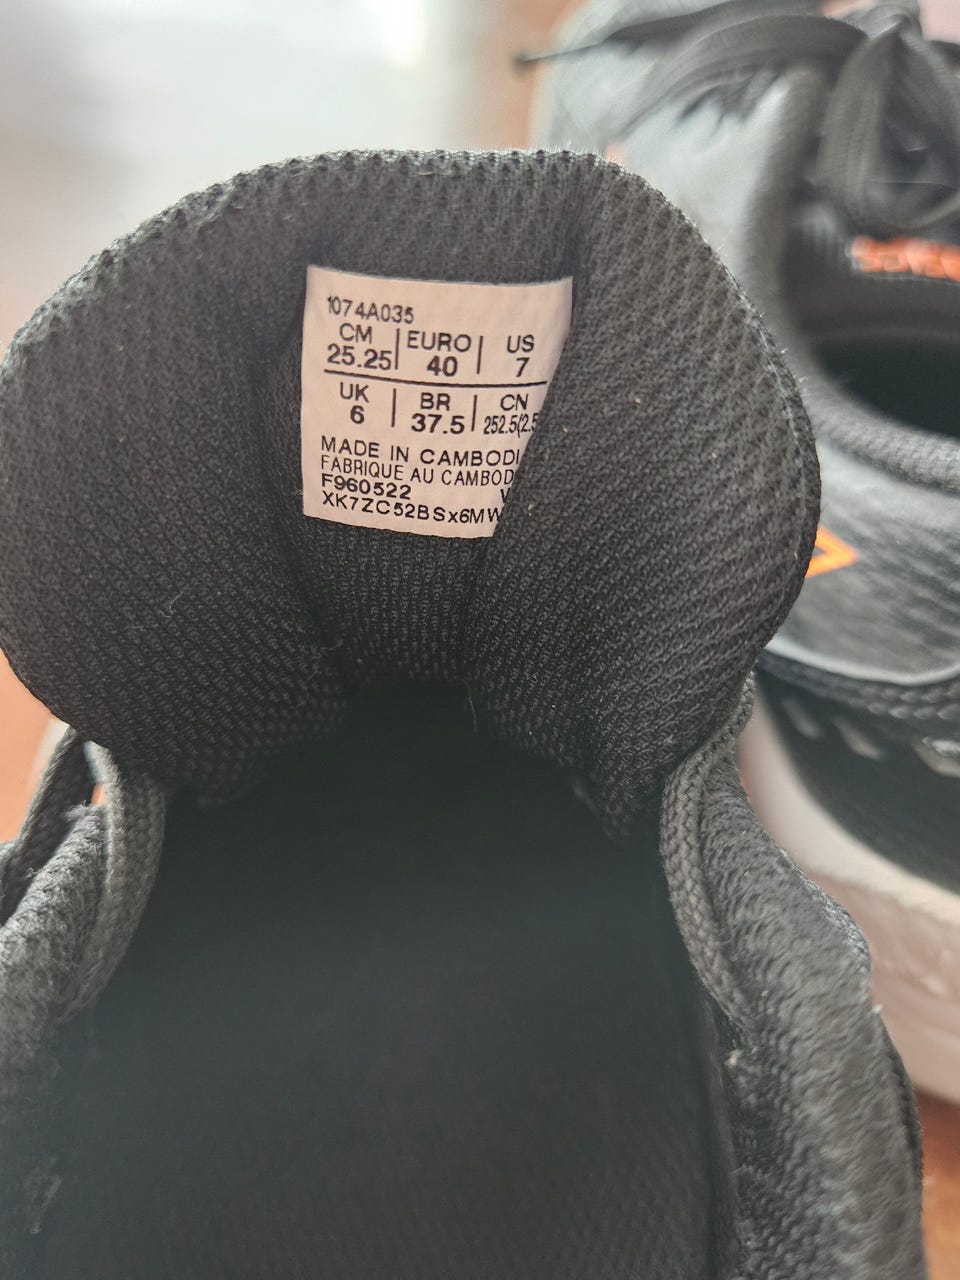 1074A035
CM EURO US
25.25 40 7
UK BR CN
6 37.5 252.5(2.5
MADE IN CAMBODI
FABRIQUE AU CAMBOD
F960522
XK7ZC52BSx6MW